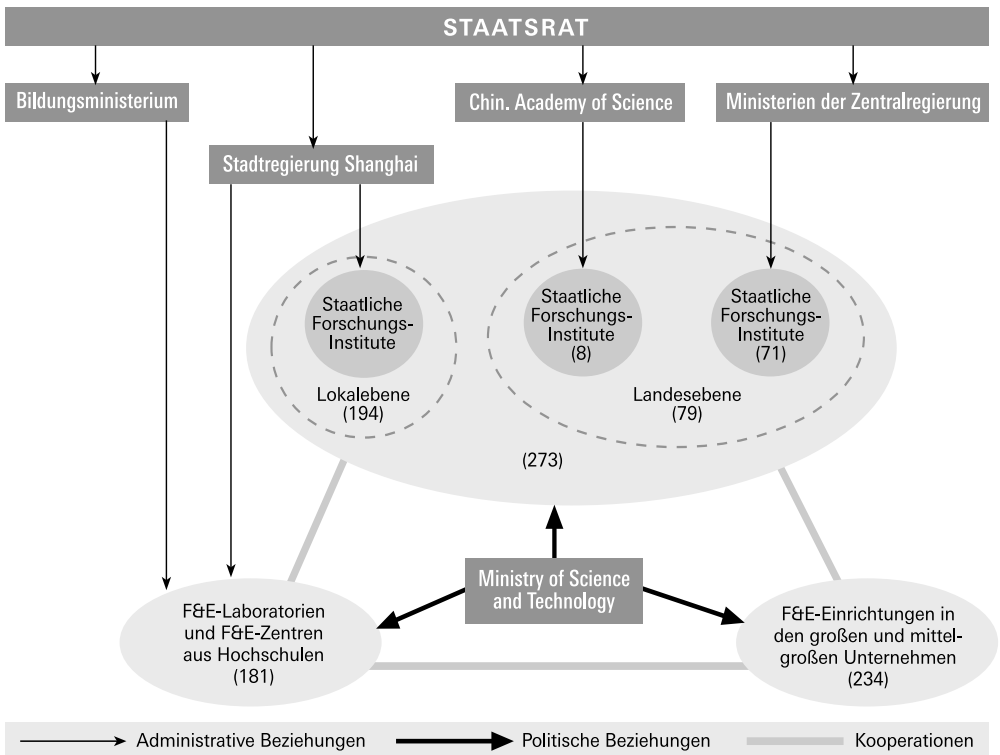 STAATSRAT
Bildungsministerium
Chin. Academy of Science
Ministerien der Zentralregierung
Stadtregierung Shanghai
Staatliche
Forschungs-
Institute
Lokalebene
(194)
Staatliche
Forschungs-
Institute
(8)
Staatliche
Forschungs-
Institute
(71)
Landesebene
(79)
(273)
Ministry of Science
and Technology
F&E-Laboratorien
und F&E-Zentren
aus Hochschulen
(181)
F&E-Einrichtungen in
den großen und mittel-
großen Unternehmen
(234)
Administrative Beziehungen
Politische Beziehungen
Kooperationen